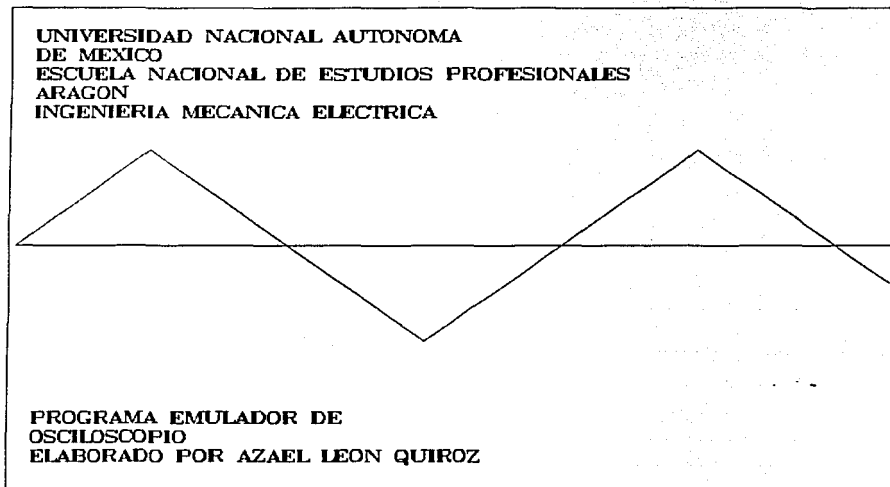 UNIVERSIDAD NACIONAL AUTONOMA
DE MEXICO
ESCUELA NACIONAL DE ESTUDIOS PROFESIONALES
ARAGON
INGENIERIA MECANICA ELECTRICA
PROGRAMA EMULADOR DE
OSCILOSCOPIO
ELABORADO POR AZAEL LEON QUIROZ